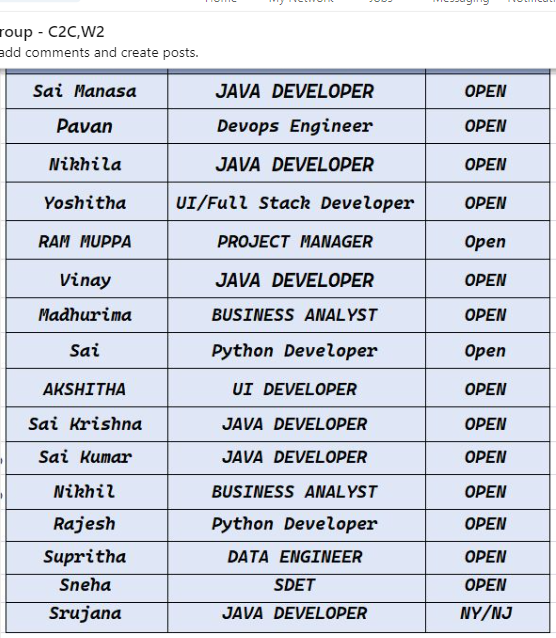 Home My Network Jobs Messaging
roup - C2C,W2
add comments and create posts.
Sai Manasa JAVA DEVELOPER OPEN
Pavan Devops Engineer OPEN
Nikhila JAVA DEVELOPER OPEN
Yoshitha UI/Full Stack Developer OPEN
RAM MUPPA PROJECT MANAGER Open
Vinay JAVA DEVELOPER OPEN
Madhurima BUSINESS ANALYST OPEN
Sai Python Developer Open
AKSHITHA UI DEVELOPER OPEN
Sai Krishna JAVA DEVELOPER OPEN
Sai Kumar JAVA DEVELOPER OPEN
Nikhil BUSINESS ANALYST OPEN
Rajesh Python Developer OPEN
Supritha DATA ENGINEER OPEN
Sneha SDET OPEN
Srujana JAVA DEVELOPER NY/NJ